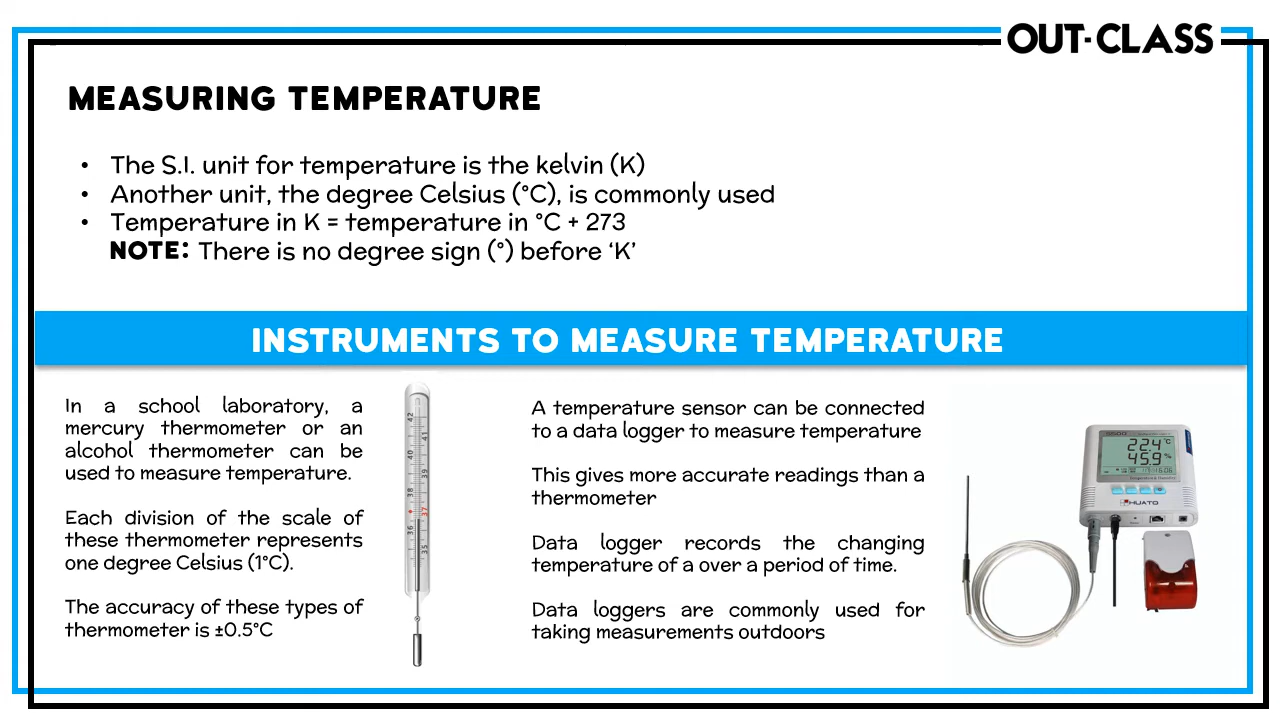 OUT-CLASS
MEASURING TEMPERATURE
• The S.I. unit for temperature is the kelvin (K)
• Another unit, the degree Celsius (°C), is commonly used
• Temperature in K = temperature in °C + 273
NOTE: There is no degree sign (°) before ‘K’
INSTRUMENTS TO MEASURE TEMPERATURE
In a school laboratory, a
mercury thermometer or an
alcohol thermometer can be
used to measure temperature.
Each division of the scale of
these thermometer represents
one degree Celsius (1°C).
The accuracy of these types of
thermometer is ±0.5°C
42
41
40
39
38
37
36
35
A temperature sensor can be connected
to a data logger to measure temperature
This gives more accurate readings than a
thermometer
Data logger records the changing
temperature of a over a period of time.
Data loggers are commonly used for
taking measurements outdoors
22.4°C
45.9%
HUATO